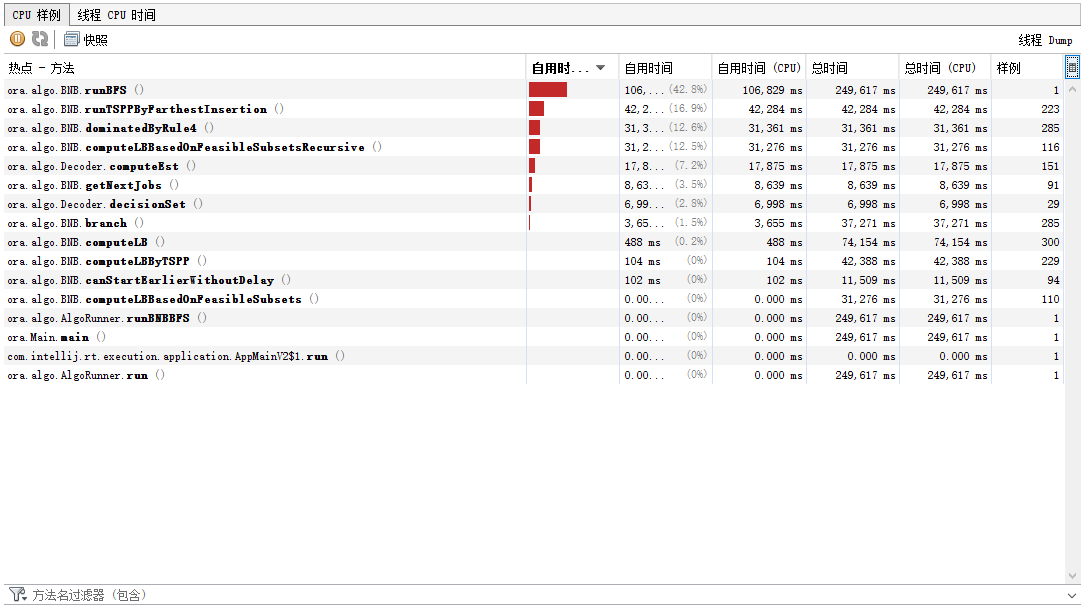 CPU 样例 线程 CPU 时间
快照 线程 Dump
热点 - 方法 自用时... 自用时间 自用时间 (CPU) 总时间 总时间 (CPU) 样例
ora.algo.BNB.runBFS () 106,... (42.8%) 106,829 ms 249,617 ms 249,617 ms 1
ora.algo.BNB.runTSPPByFarthestInsertion () 42,2... (16.9%) 42,284 ms 42,284 ms 42,284 ms 223
ora.algo.BNB.dominatedByRule4 () 31,3... (12.6%) 31,361 ms 31,361 ms 31,361 ms 285
ora.algo.BNB.computeLBBasedOnFeasibleSubsetsRecursive () 31,2... (12.5%) 31,276 ms 31,276 ms 31,276 ms 116
ora.algo.Decoder.computeEst () 17,8... (7.2%) 17,875 ms 17,875 ms 17,875 ms 151
ora.algo.BNB.getNextJobs () 8,63... (3.5%) 8,639 ms 8,639 ms 8,639 ms 91
ora.algo.Decoder.decisionSet () 6,99... (2.8%) 6,998 ms 6,998 ms 6,998 ms 29
ora.algo.BNB.branch () 3,65... (1.5%) 3,655 ms 37,271 ms 37,271 ms 285
ora.algo.BNB.computeLB () 488 ms (0.2%) 488 ms 74,154 ms 74,154 ms 300
ora.algo.BNB.computeLBByTSPP () 104 ms (0%) 104 ms 42,388 ms 42,388 ms 229
ora.algo.BNB.canStartEarlierWithoutDelay () 102 ms (0%) 102 ms 11,509 ms 11,509 ms 94
ora.algo.BNB.computeLBBasedOnFeasibleSubsets () 0.00... (0%) 0.000 ms 31,276 ms 31,276 ms 110
ora.algo.AlgoRunner.runBNBBFS () 0.00... (0%) 0.000 ms 249,617 ms 249,617 ms 1
ora.Main.main () 0.00... (0%) 0.000 ms 249,617 ms 249,617 ms 1
com.intellij.rt.execution.application.AppMainV2$1.run () 0.00... (0%) 0.000 ms 0.000 ms 0.000 ms 1
ora.algo.AlgoRunner.run () 0.00... (0%) 0.000 ms 249,617 ms 249,617 ms 1
方法名过滤器 (包含)